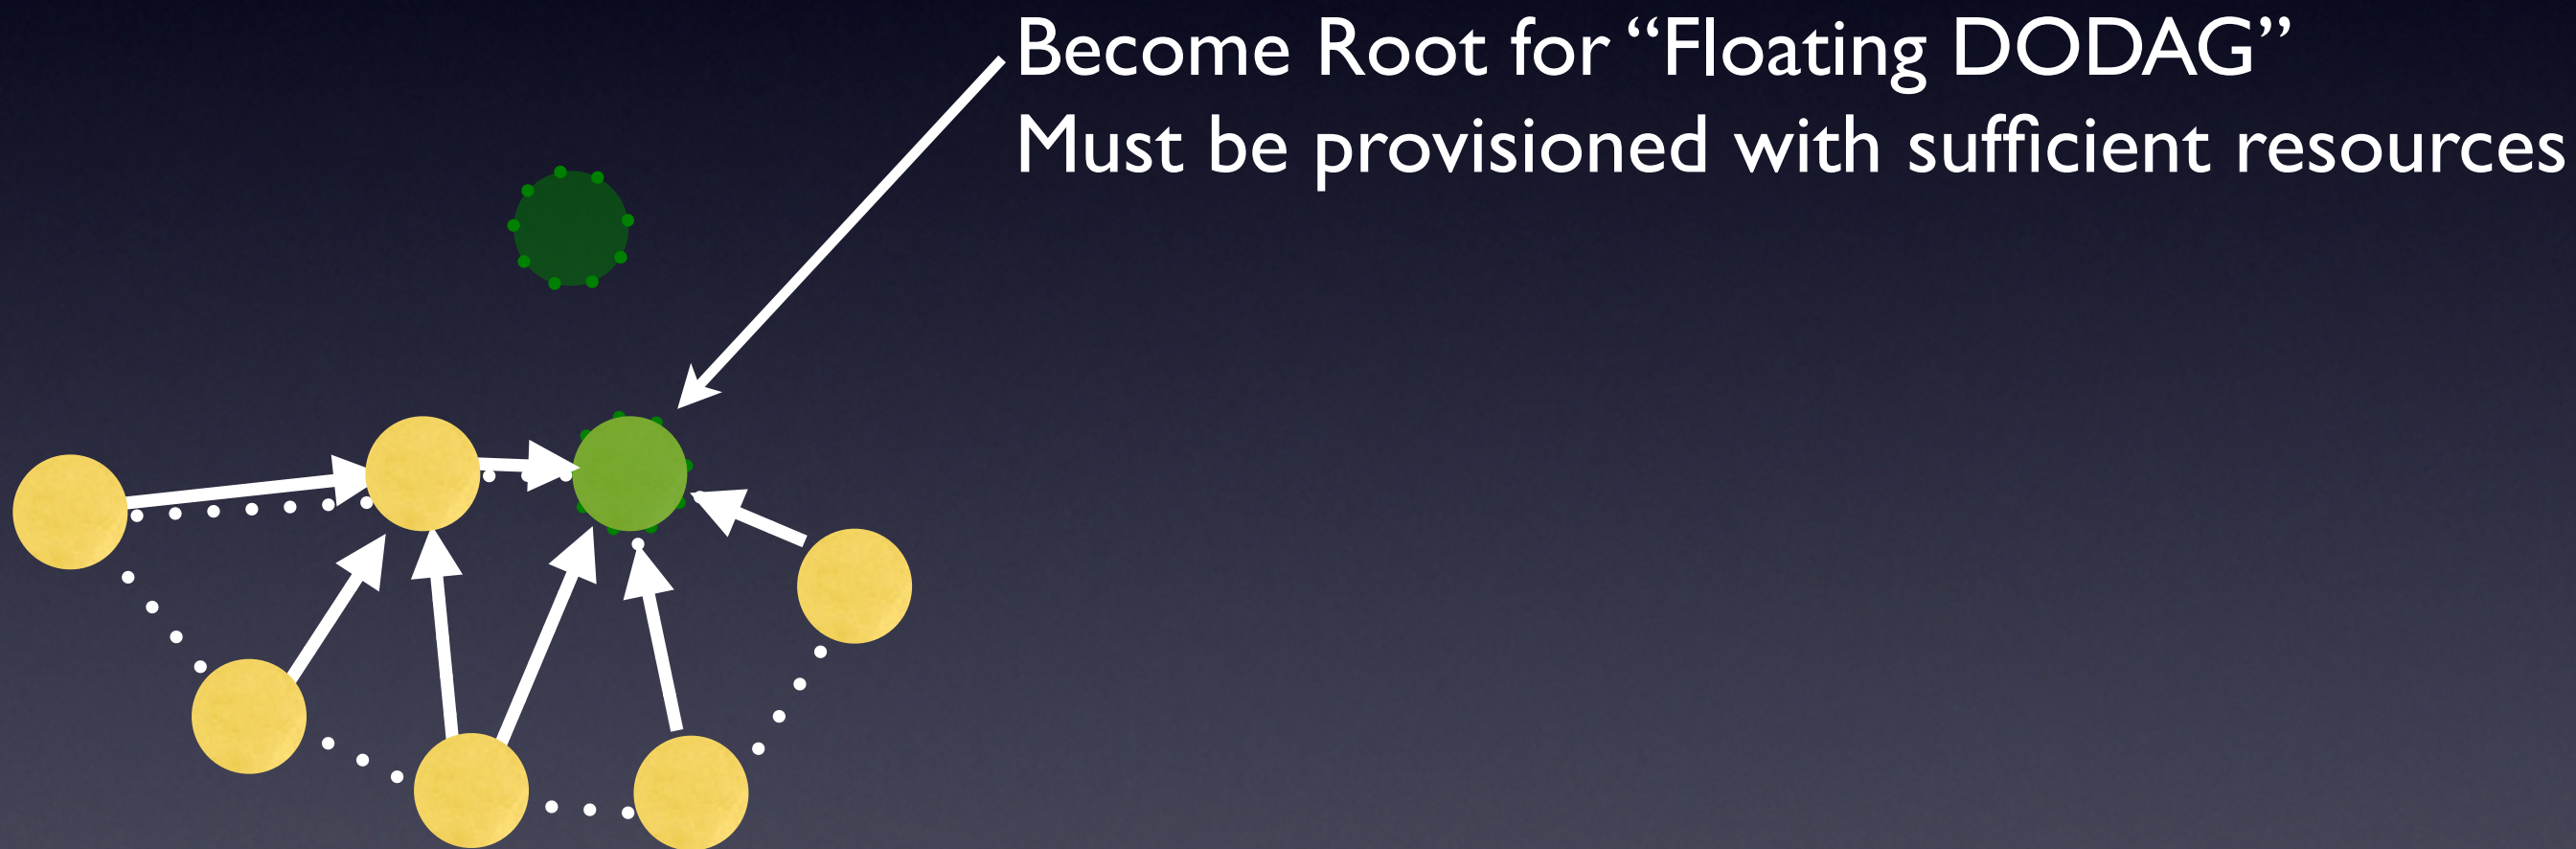 Become Root for “Floating DODAG”
Must be provisioned with sufficient resources